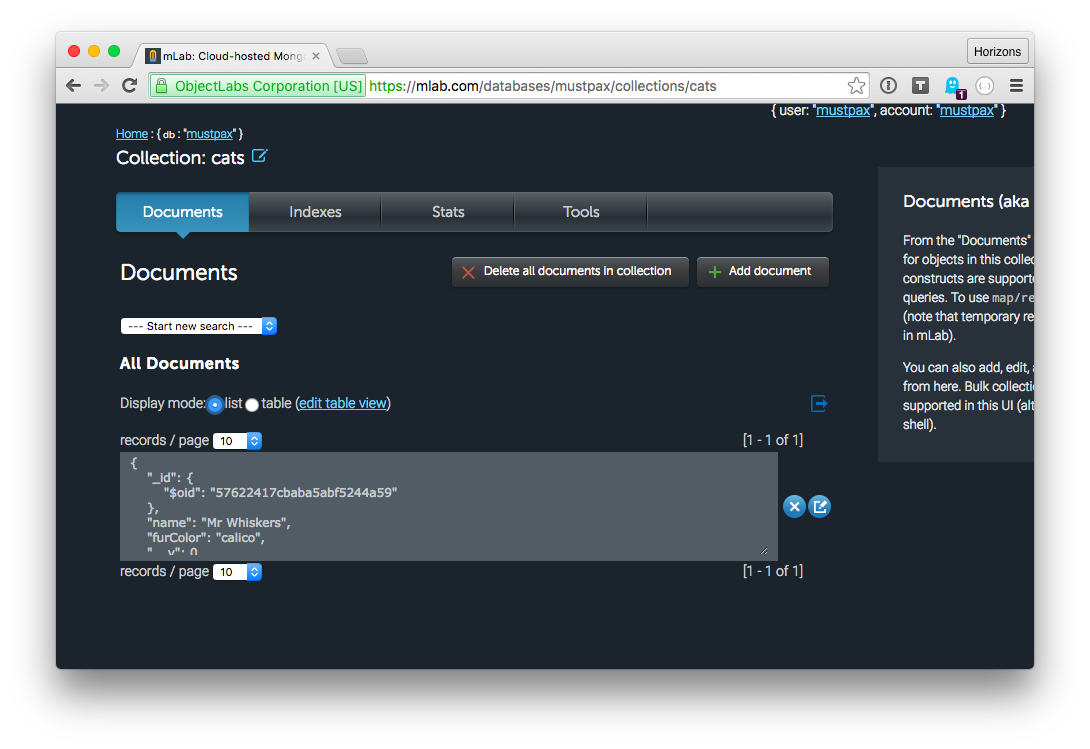 mLab: Cloud-hosted Mong
Horizons
ObjectLabs Corporation [US] https://mlab.com/databases/mustpax/collections/cats
T
1
{ user: "mustpax", account: "mustpax" }
Home : { db : "mustpax" }
Collection: cats
Documents Indexes Stats Tools
Documents
Delete all documents in collection
Add document
--- Start new search ---
All Documents
Display mode: list table (edit table view)
records / page 10 [1 - 1 of 1]
{
"_id": {
"$oid": "57622417cbaba5abf5244a59"
},
"name": "Mr Whiskers",
"furColor": "calico",
"__v": 0
records / page 10 [1 - 1 of 1]
Documents (aka
From the "Documents"
for objects in this collec
constructs are supporte
queries. To use map/re
(note that temporary re
in mLab).
You can also add, edit, a
from here. Bulk collectio
supported in this UI (alt
shell).